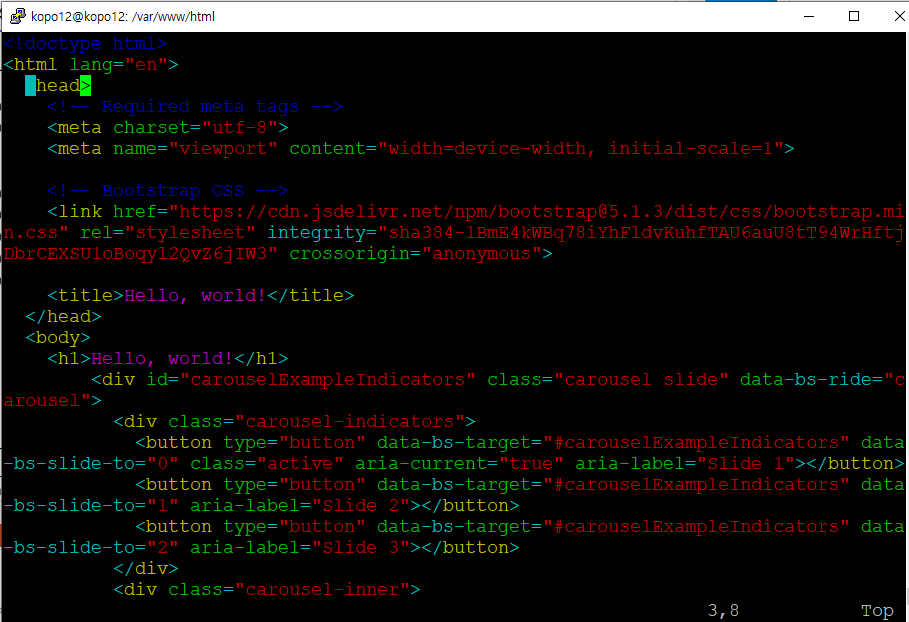 kopo12@kopo12: /var/www/html
<!doctype html>
<html lang="en">
  <head>
    <!-- Required meta tags -->
    <meta charset="utf-8">
    <meta name="viewport" content="width=device-width, initial-scale=1">
    <!-- Bootstrap CSS -->
    <link href="https://cdn.jsdelivr.net/npm/bootstrap@5.1.3/dist/css/bootstrap.mi
n.css" rel="stylesheet" integrity="sha384-1BmE4kWBq78iYhFldvKuhfTAU6auU8tT94WrHftj
DbrCEXSU1oBoqyl2QvZ6jIW3" crossorigin="anonymous">
    <title>Hello, world!</title>
  </head>
  <body>
    <h1>Hello, world!</h1>
        <div id="carouselExampleIndicators" class="carousel slide" data-bs-ride="c
arousel">
          <div class="carousel-indicators">
            <button type="button" data-bs-target="#carouselExampleIndicators" data
-bs-slide-to="0" class="active" aria-current="true" aria-label="Slide 1"></button>
            <button type="button" data-bs-target="#carouselExampleIndicators" data
-bs-slide-to="1" aria-label="Slide 2"></button>
            <button type="button" data-bs-target="#carouselExampleIndicators" data
-bs-slide-to="2" aria-label="Slide 3"></button>
          </div>
          <div class="carousel-inner">
3,8 Top